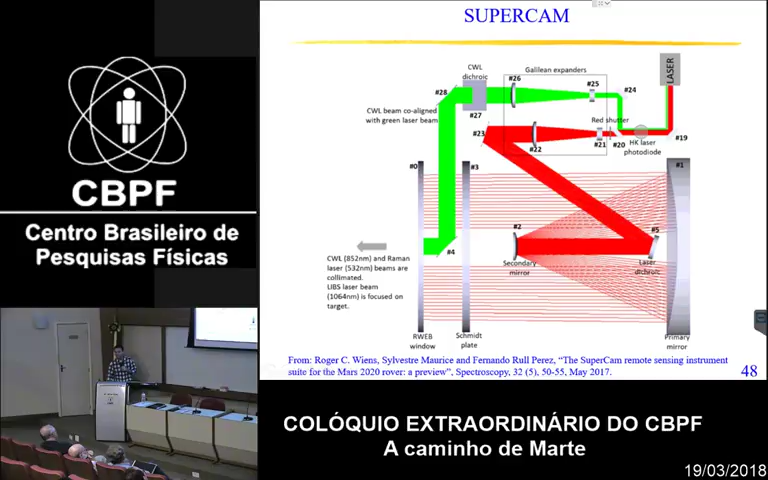 SUPERCAM
CWL
dichroic
Galilean expanders
LASER
#26
#25
#24
#28
CWL beam co-aligned
with green laser beam
#27
#23
Red shutter
#22
#21
#20
#19
HK laser
photodiode
#0
#3
#1
#2
#5
#4
Secondary
mirror
Laser
dichroic
CWL (852nm) and Raman
laser (532nm) beams are
collimated.
LIBS laser beam
(1064nm) is focused on
target.
RWEB
window
Schmidt
plate
Primary
mirror
From: Roger C. Wiens, Sylvestre Maurice and Fernando Rull Perez, “The SuperCam remote sensing instrument
suite for the Mars 2020 rover: a preview”, Spectroscopy, 32 (5), 50-55, May 2017.
48
CBPF
Centro Brasileiro de
Pesquisas Físicas
COLÓQUIO EXTRAORDINÁRIO DO CBPF
A caminho de Marte
19/03/2018